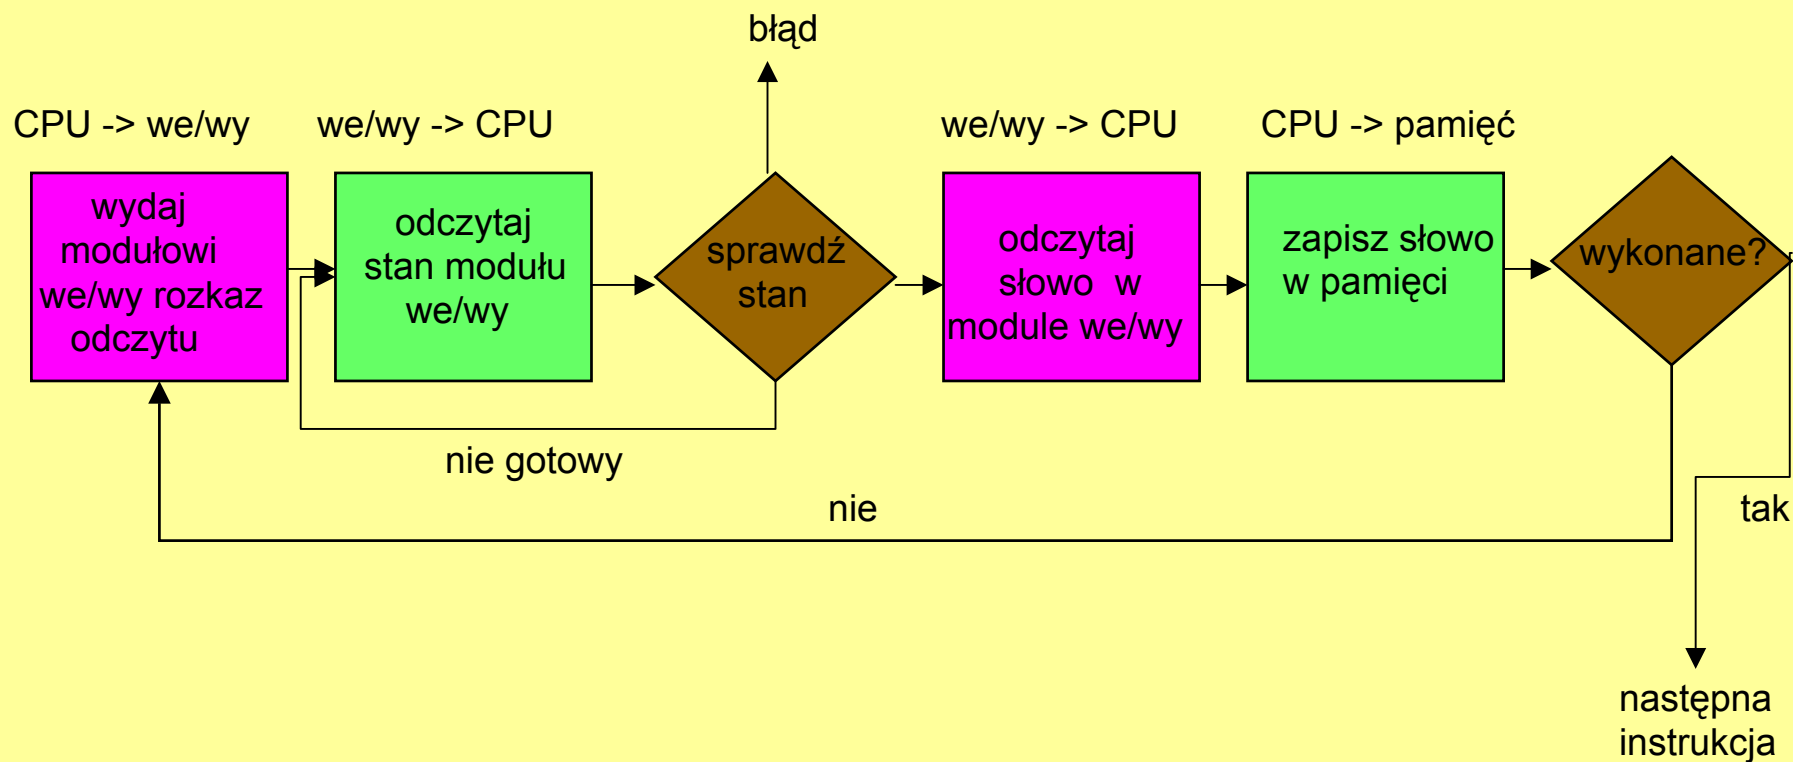 błąd
CPU -> we/wy
we/wy -> CPU
we/wy -> CPU
CPU -> pamięć
wydaj
modułowi
we/wy rozkaz
odczytu
odczytaj
stan modułu
we/wy
sprawdź
stan
odczytaj
słowo w
module we/wy
zapisz słowo
w pamięci
wykonane?
nie gotowy
nie
tak
następna
instrukcja